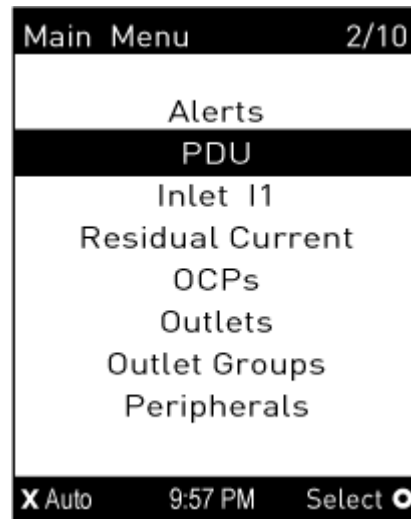 Main Menu 2/10
Alerts
PDU
Inlet I1
Residual Current
OCPs
Outlets
Outlet Groups
Peripherals
X Auto 9:57 PM Select O